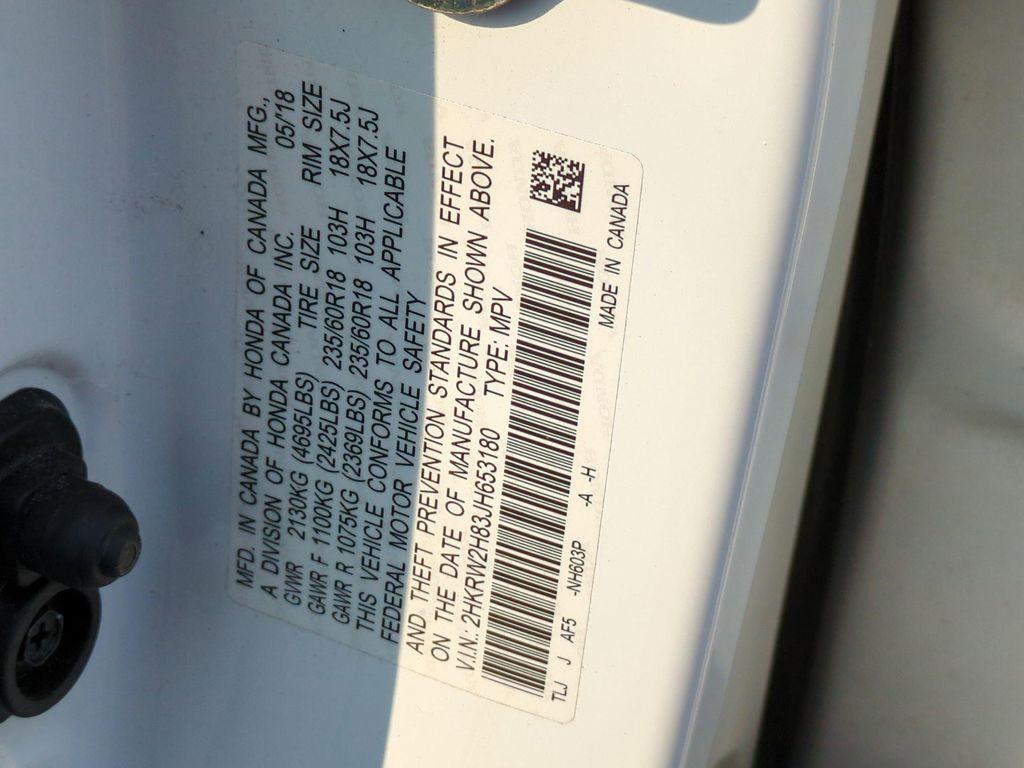 MFD. IN CANADA BY HONDA OF CANADA MFG.,
A DIVISION OF HONDA CANADA INC. 05/'18
GVWR 2130KG (4695LBS) TIRE SIZE RIM SIZE
GAWR F 1100KG (2425LBS) 235/60R18 103H 18X7.5J
GAWR R 1075KG (2369LBS) 235/60R18 103H 18X7.5J
THIS VEHICLE CONFORMS TO ALL APPLICABLE
FEDERAL MOTOR VEHICLE SAFETY
AND THEFT PREVENTION STANDARDS IN EFFECT
ON THE DATE OF MANUFACTURE SHOWN ABOVE.
V.I.N.: 2HKRW2H83JH653180 TYPE: MPV
TLJ J AF5 -NH603P -A -H MADE IN CANADA